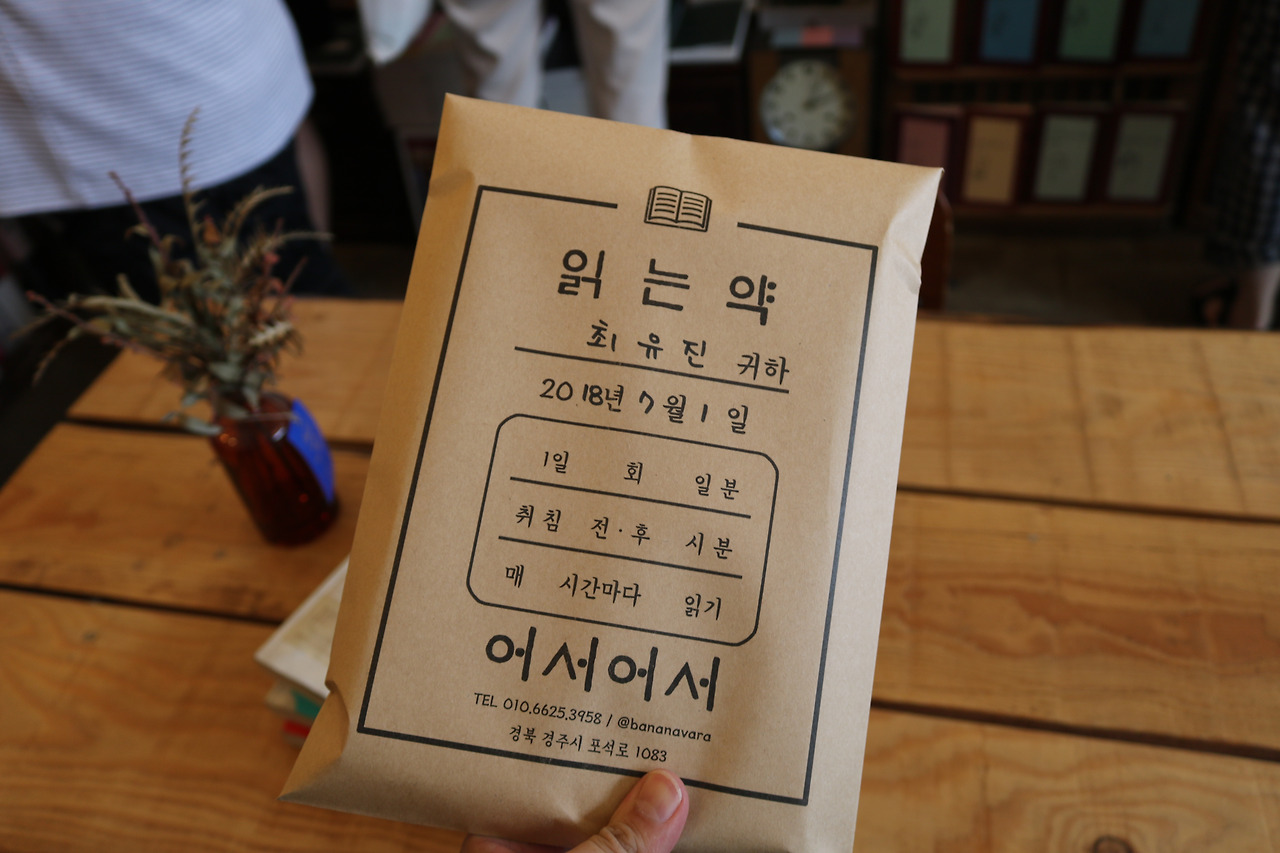 읽는약
최유진 귀하
2018년 7월 1일
1일 회 일분
취침 전·후 시분
매 시간마다 읽기
어서어서
TEL 010.6625.3958 / @bananavara
경북 경주시 포석로 1083